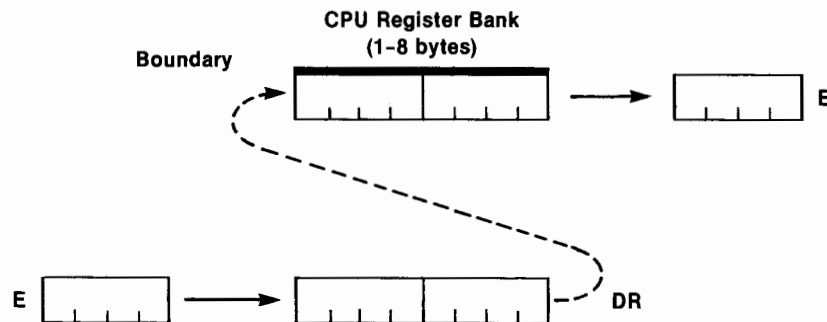 CPU Register Bank
(1-8 bytes)
Boundary
E
E
DR